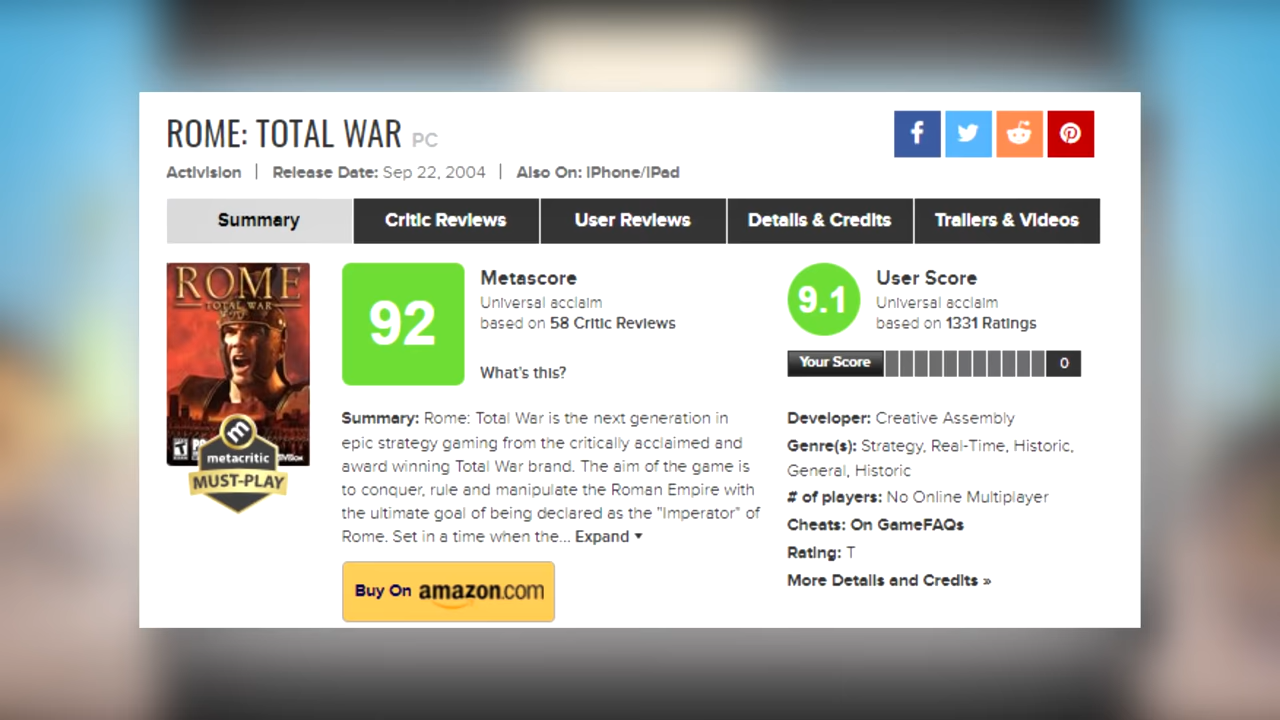 ROME: TOTAL WAR PC
Activision | Release Date: Sep 22, 2004 | Also On: iPhone/iPad
Summary
Critic Reviews
User Reviews
Details & Credits
Trailers & Videos
ROME
TOTAL WAR
metacritic
MUST-PLAY
92
Metascore
Universal acclaim
based on 58 Critic Reviews
What's this?
Summary: Rome: Total War is the next generation in
epic strategy gaming from the critically acclaimed and
award winning Total War brand. The aim of the game is
to conquer, rule and manipulate the Roman Empire with
the ultimate goal of being declared as the "Imperator" of
Rome. Set in a time when the... Expand
Buy On amazon.com
9.1
User Score
Universal acclaim
based on 1331 Ratings
Your Score 0
Developer: Creative Assembly
Genre(s): Strategy, Real-Time, Historic,
General, Historic
# of players: No Online Multiplayer
Cheats: On GameFAQs
Rating: T
More Details and Credits »